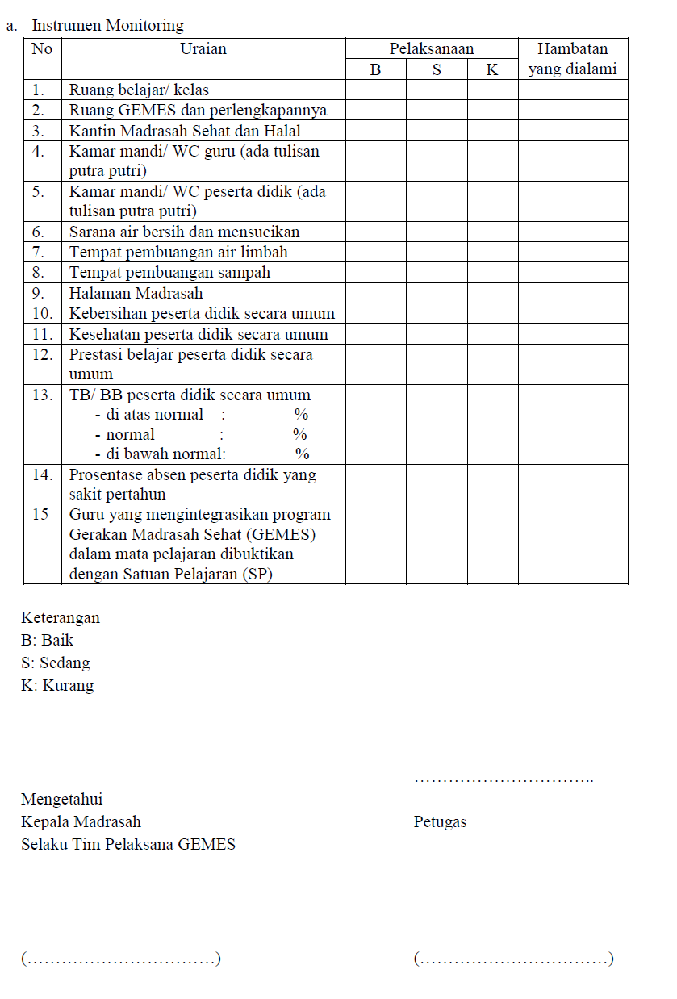 a. Instrumen Monitoring
No Uraian Pelaksanaan Hambatan yang dialami
B S K
1. Ruang belajar/ kelas
2. Ruang GEMES dan perlengkapannya
3. Kantin Madrasah Sehat dan Halal
4. Kamar mandi/ WC guru (ada tulisan
putra putri)
5. Kamar mandi/ WC peserta didik (ada
tulisan putra putri)
6. Sarana air bersih dan mensucikan
7. Tempat pembuangan air limbah
8. Tempat pembuangan sampah
9. Halaman Madrasah
10. Kebersihan peserta didik secara umum
11. Kesehatan peserta didik secara umum
12. Prestasi belajar peserta didik secara
umum
13. TB/ BB peserta didik secara umum
- di atas normal : %
- normal : %
- di bawah normal: %
14. Prosentase absen peserta didik yang
sakit pertahun
15 Guru yang mengintegrasikan program
Gerakan Madrasah Sehat (GEMES)
dalam mata pelajaran dibuktikan
dengan Satuan Pelajaran (SP)
Keterangan
B: Baik
S: Sedang
K: Kurang
…………………………..
Mengetahui
Kepala Madrasah Petugas
Selaku Tim Pelaksana GEMES
(……………………………) (……………………………)